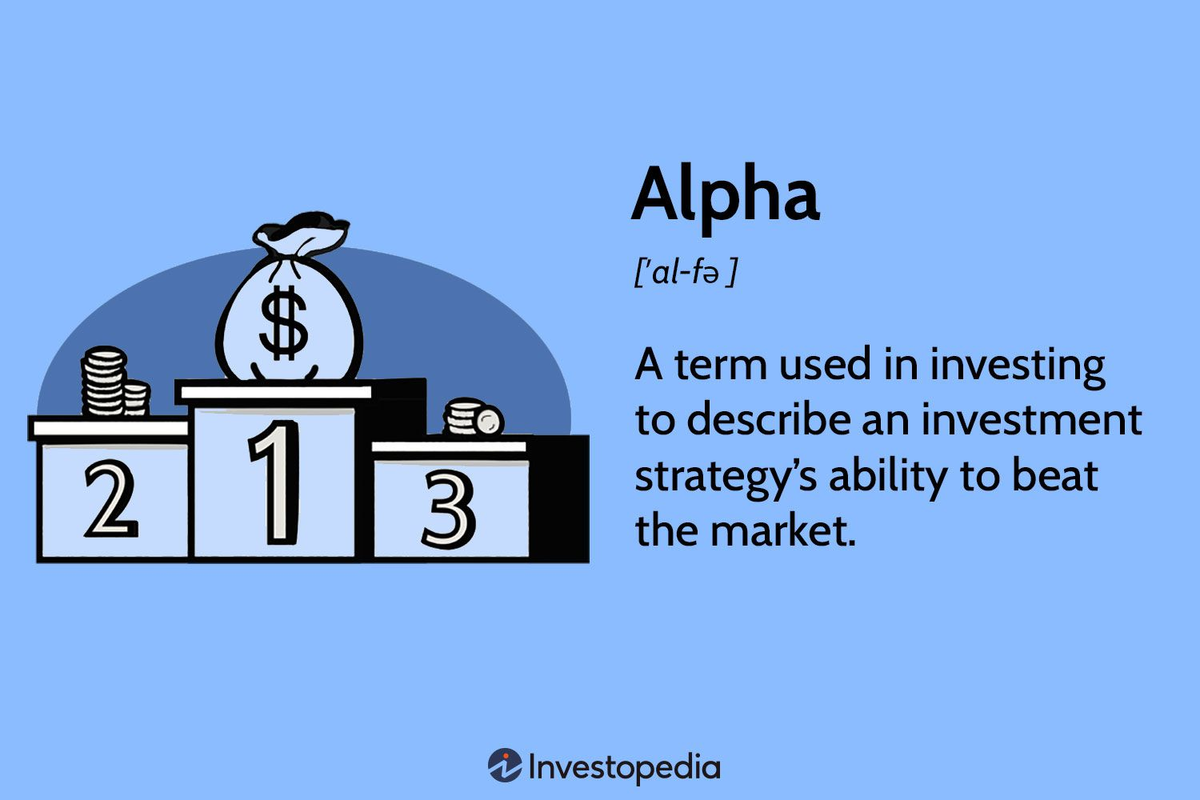 Alpha
['al-fə ]
A term used in investing
to describe an investment
strategy’s ability to beat
the market.
$
2
1
3
Investopedia